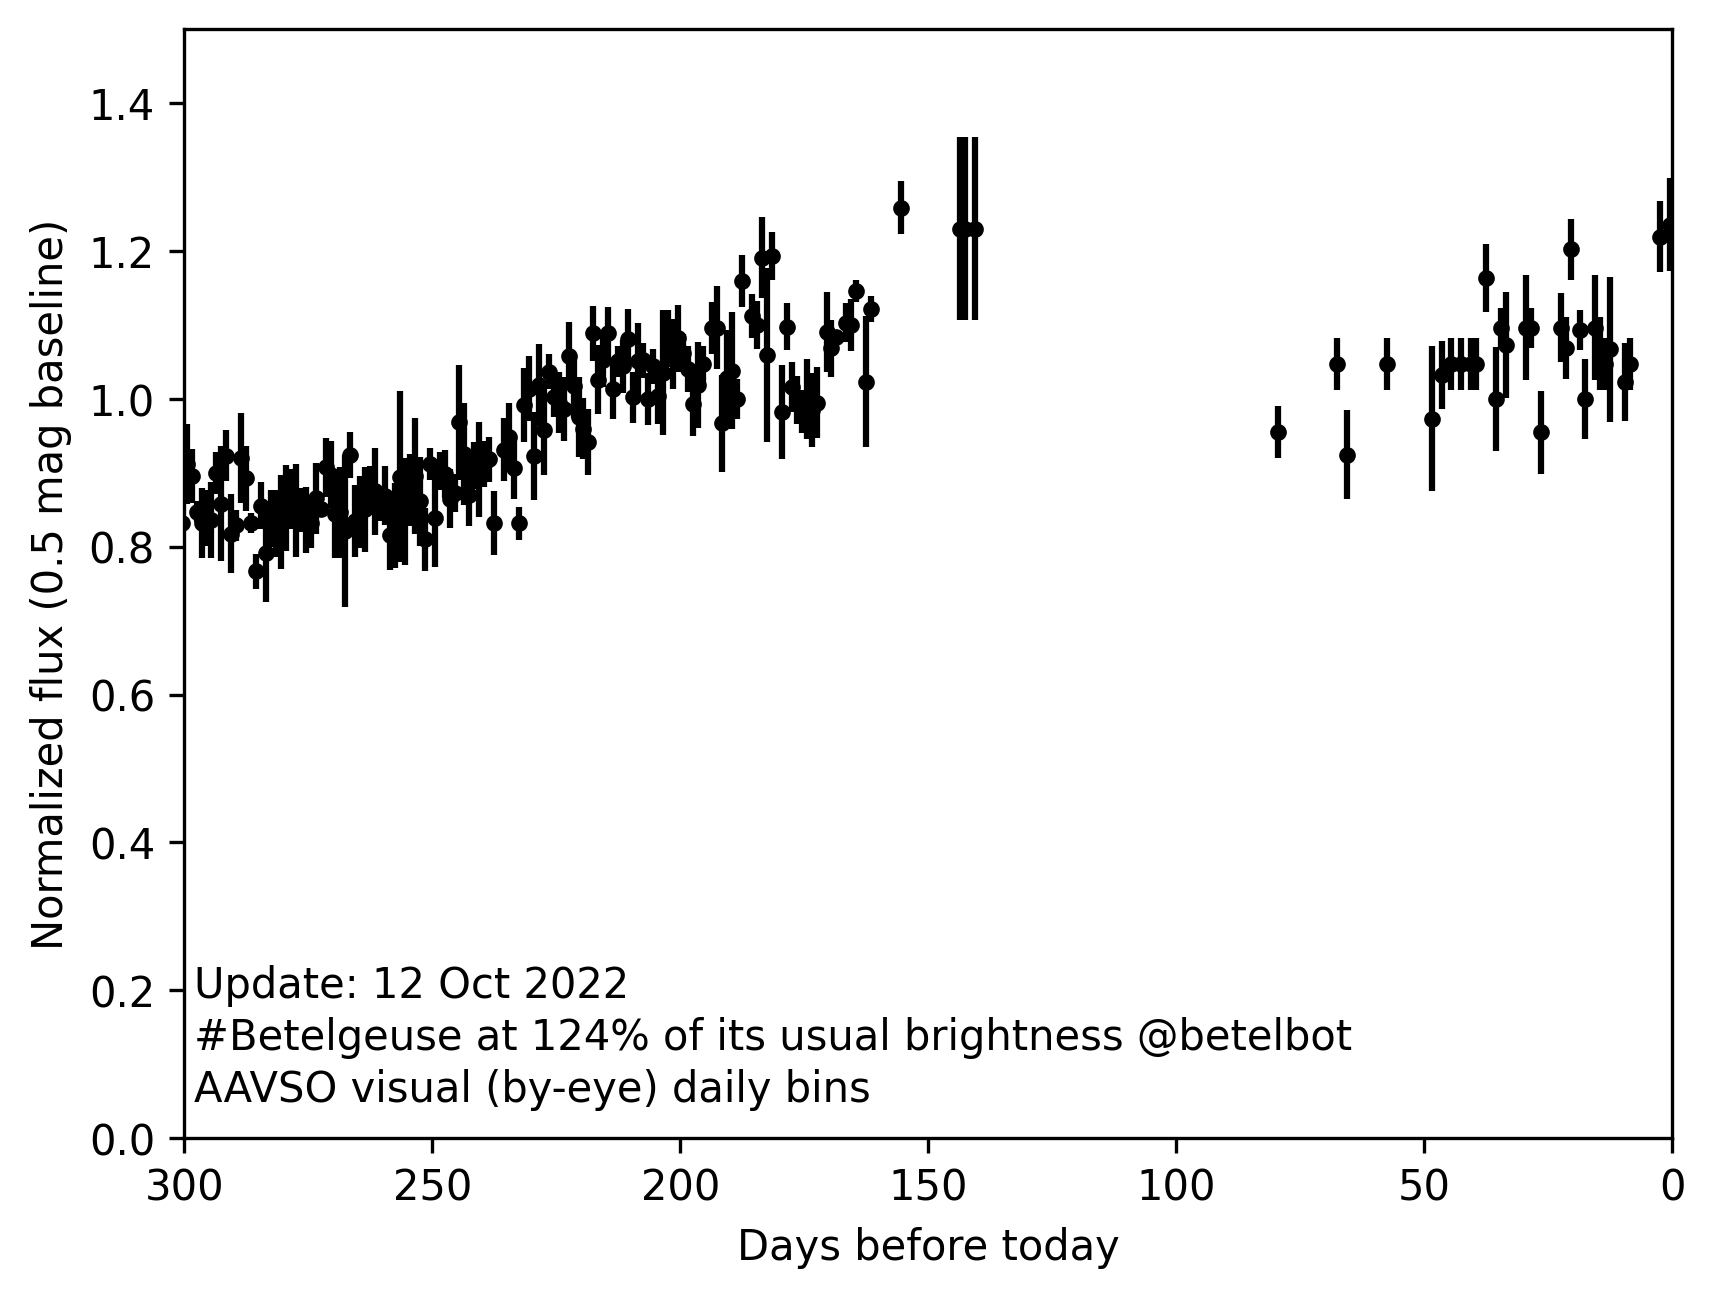 1.4
1.2
1.0
0.8
0.6
0.4
0.2
0.0
Normalized flux (0.5 mag baseline)
Update: 12 Oct 2022
#Betelgeuse at 124% of its usual brightness @betelbot
AAVSO visual (by-eye) daily bins
300 250 200 150 100 50 0
Days before today